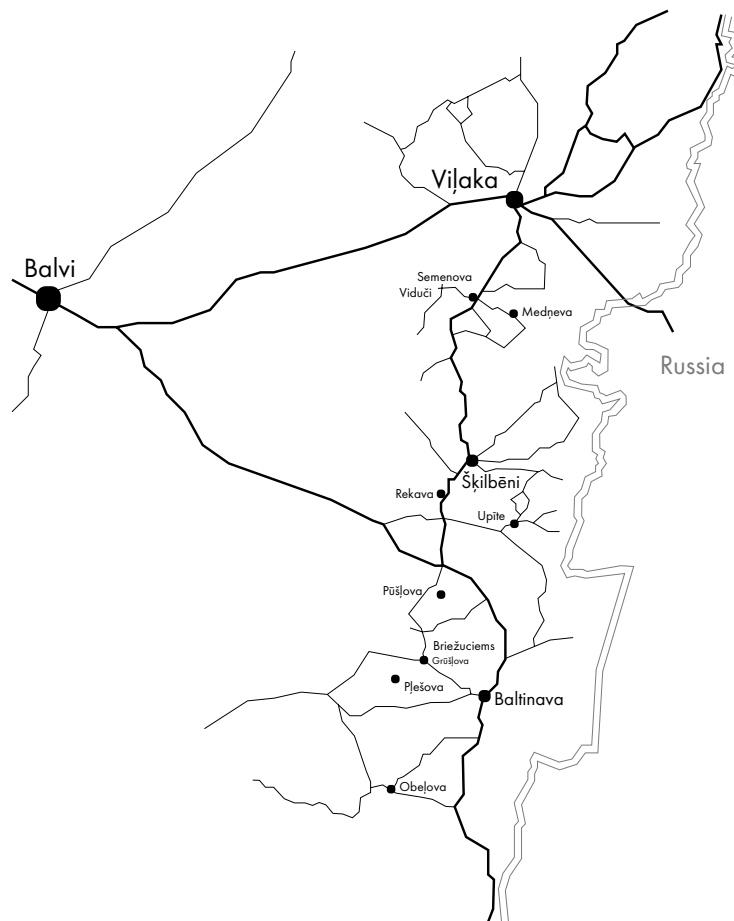 Viļaka
Balvi
Semenova
Viduči
Medņeva
Russia
Šķilbēni
Rekava
Upīte
Pūšļova
Briežuciems
Grūšļova
Pļešova
Baltinava
Obeļova